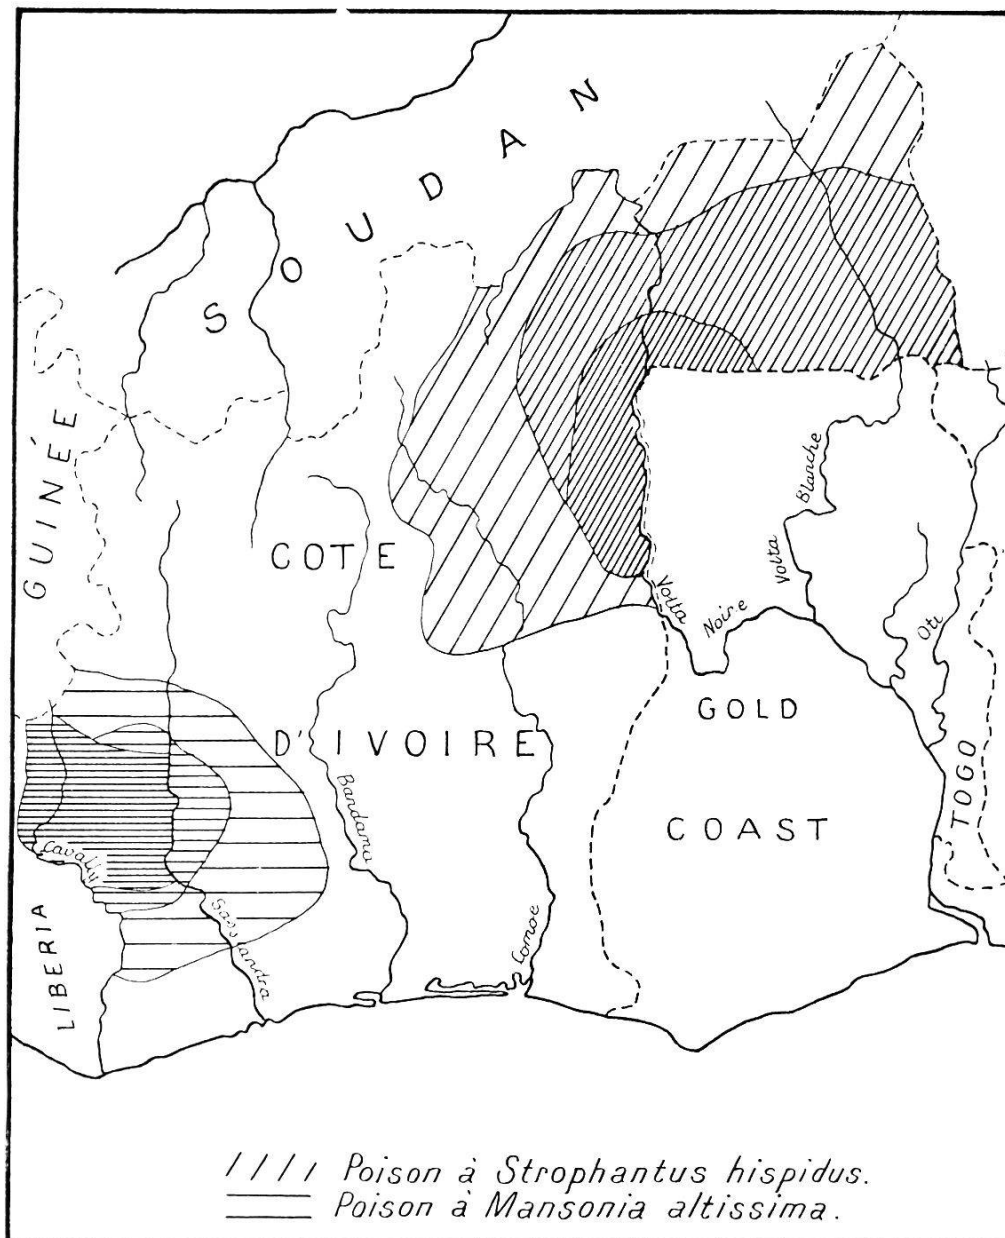 SOUDAN
GUINEE
COTE
D'IVOIRE
Volta
Noire
Volta
Blanche
Oti
GOLD
COAST
TOGO
Bandama
Comoe
Cavally
Sassandra
LIBERIA
Poison à Strophantus hispidus.
Poison à Mansonia altissima.